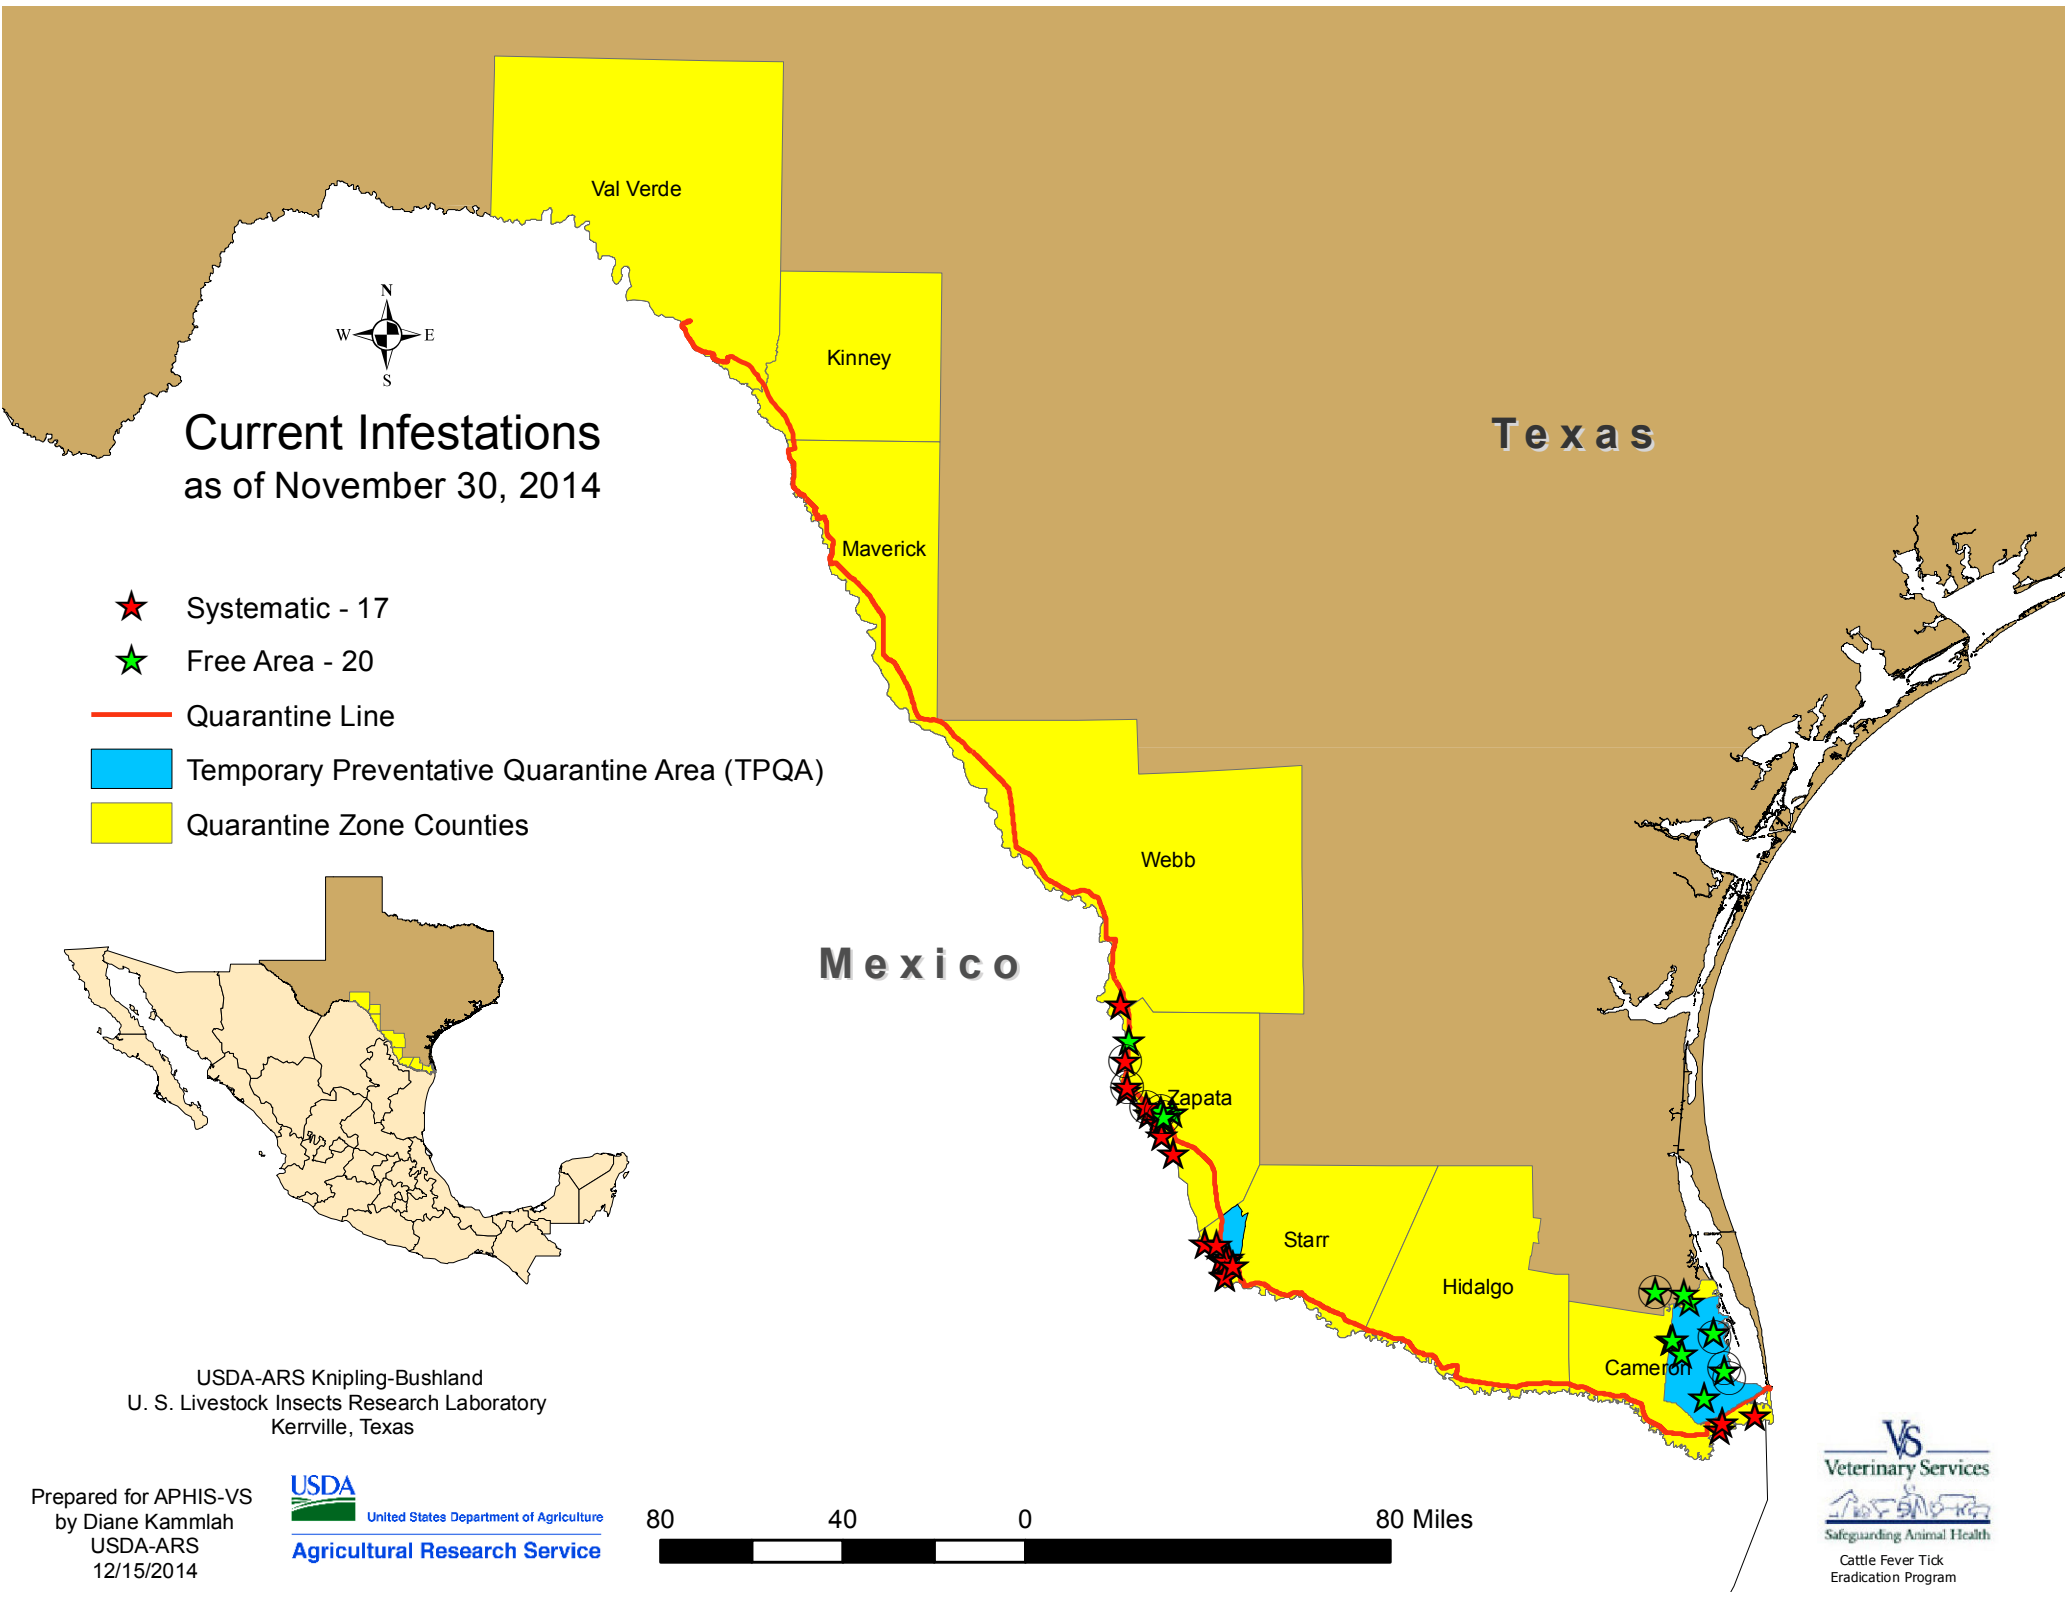 Val Verde
Kinney
N
W E
S
Current Infestations
as of November 30, 2014
Texas
Maverick
Systematic - 17
Free Area - 20
Quarantine Line
Temporary Preventative Quarantine Area (TPQA)
Quarantine Zone Counties
Webb
Mexico
Zapata
Starr
Hidalgo
Cameron
USDA-ARS Knipling-Bushland
U. S. Livestock Insects Research Laboratory
Kerrville, Texas
Prepared for APHIS-VS
by Diane Kammlah
USDA-ARS
12/15/2014
USDA
United States Department of Agriculture
Agricultural Research Service
80 40 0 80 Miles
VS
Veterinary Services
Safeguarding Animal Health
Cattle Fever Tick
Eradication Program